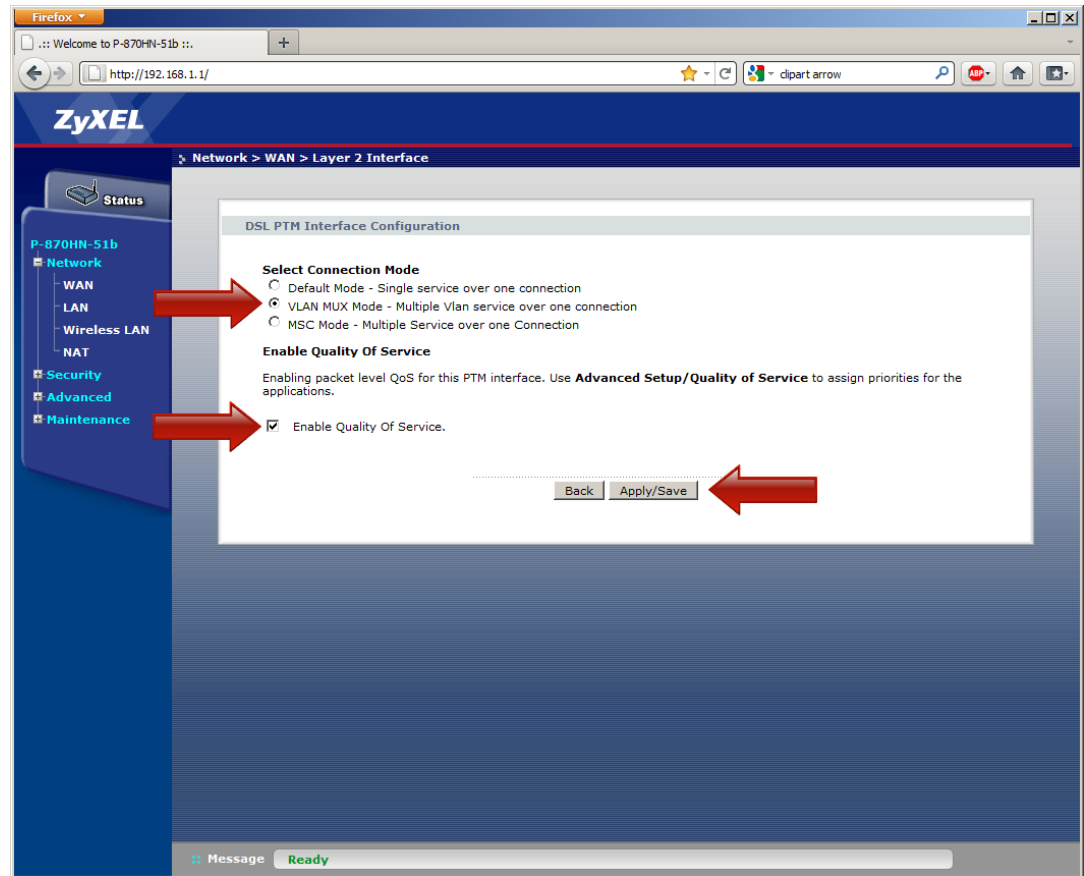 Firefox
.:: Welcome to P-870HN-51b ::.
http://192.168.1.1/
clipart arrow
ABP
ZyXEL
Network > WAN > Layer 2 Interface
Status
P-870HN-51b
Network
WAN
LAN
Wireless LAN
NAT
Security
Advanced
Maintenance
DSL PTM Interface Configuration
Select Connection Mode
Default Mode - Single service over one connection
VLAN MUX Mode - Multiple Vlan service over one connection
MSC Mode - Multiple Service over one Connection
Enable Quality Of Service
Enabling packet level QoS for this PTM interface. Use Advanced Setup/Quality of Service to assign priorities for the
applications.
Enable Quality Of Service.
Back Apply/Save
Message Ready